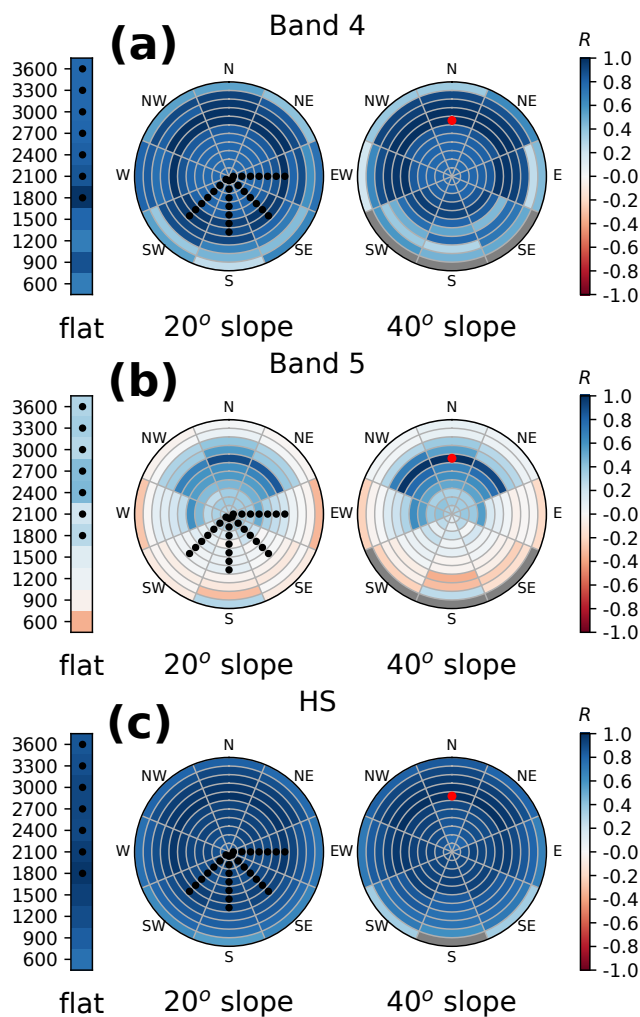 Band 4
(a)
3600
3300
3000
2700
2400
2100
1800
1500
1200
900
600
flat
N
NE
E
SE
S
SW
W
NW
20° slope
N
NE
E
SE
S
SW
W
NW
40° slope
R
1.0
0.8
0.6
0.4
0.2
0.0
-0.2
-0.4
-0.6
-0.8
-1.0
Band 5
(b)
3600
3300
3000
2700
2400
2100
1800
1500
1200
900
600
flat
N
NE
E
SE
S
SW
W
NW
20° slope
N
NE
E
SE
S
SW
W
NW
40° slope
R
1.0
0.8
0.6
0.4
0.2
0.0
-0.2
-0.4
-0.6
-0.8
-1.0
HS
(c)
3600
3300
3000
2700
2400
2100
1800
1500
1200
900
600
flat
N
NE
E
SE
S
SW
W
NW
20° slope
N
NE
E
SE
S
SW
W
NW
40° slope
R
1.0
0.8
0.6
0.4
0.2
0.0
-0.2
-0.4
-0.6
-0.8
-1.0